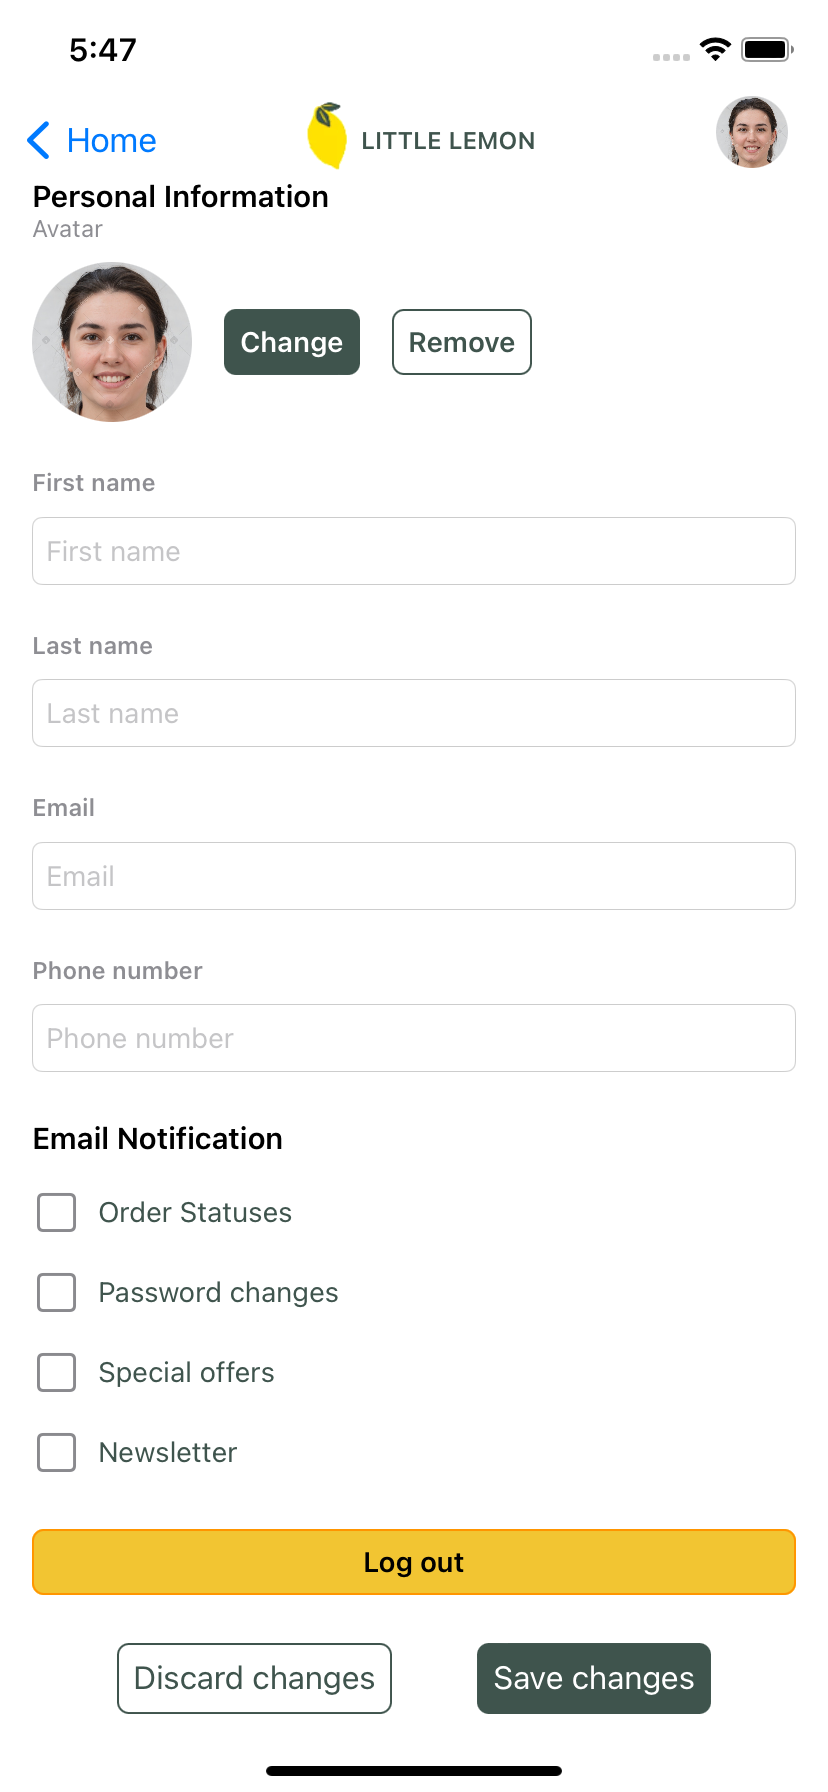 5:47
Home
LITTLE LEMON
Personal Information
Avatar
Change
Remove
First name
First name
Last name
Last name
Email
Email
Phone number
Phone number
Email Notification
Order Statuses
Password changes
Special offers
Newsletter
Log out
Discard changes
Save changes